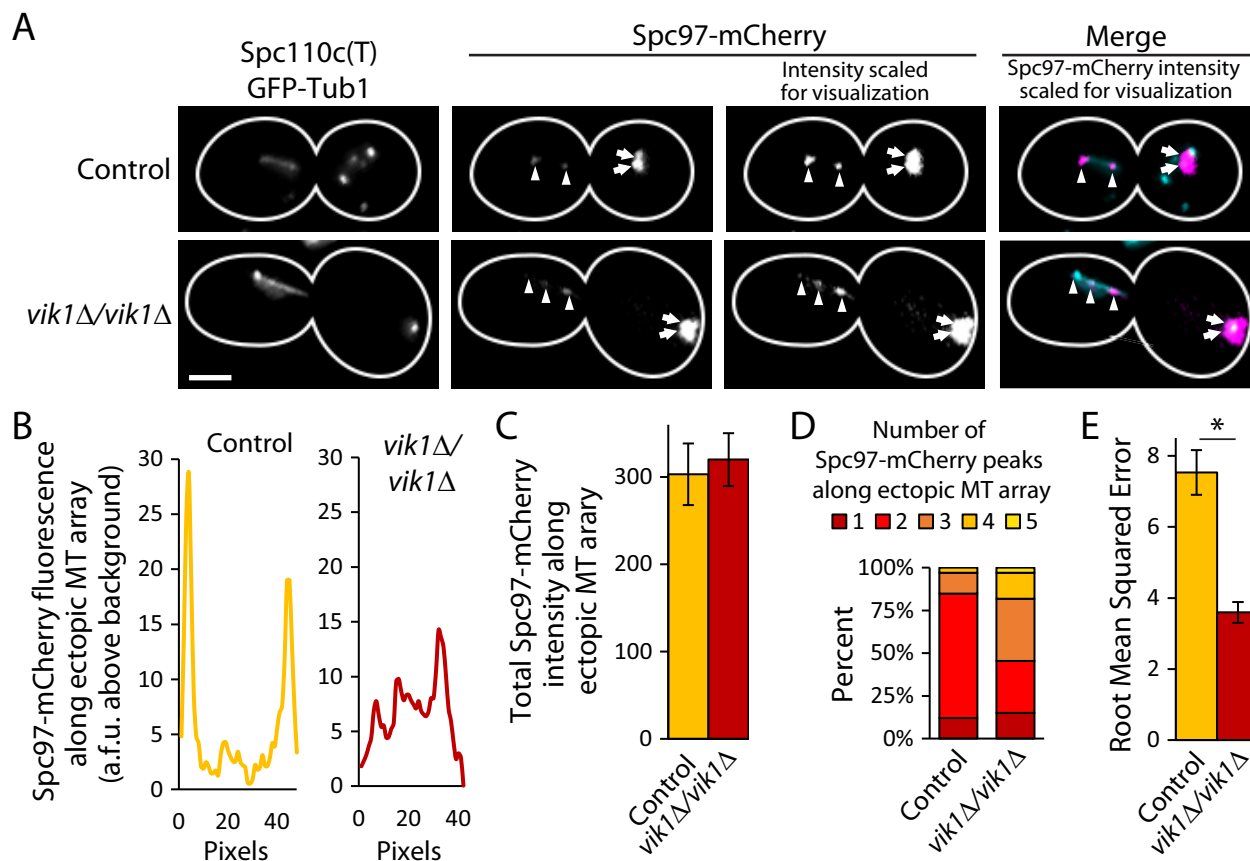 A
Spc110c(T)
GFP-Tub1
Spc97-mCherry
Intensity scaled
for visualization
Merge
Spc97-mCherry intensity
scaled for visualization
Control
vik1Δ/vik1Δ
B
Spc97-mCherry fluorescence
along ectopic MT array
(a.f.u. above background)
Control
30
25
20
15
10
5
0
0 20 40
Pixels
vik1Δ/
vik1Δ
30
25
20
15
10
5
0
0 20 40
Pixels
C
Total Spc97-mCherry
intensity along
ectopic MT arary
300
200
100
0
Control
vik1Δ/vik1Δ
D
Number of
Spc97-mCherry peaks
along ectopic MT array
1 2 3 4 5
Percent
100%
75%
50%
25%
0%
Control
vik1Δ/vik1Δ
E
Root Mean Squared Error
8
6
4
2
0
*
Control
vik1Δ/vik1Δ